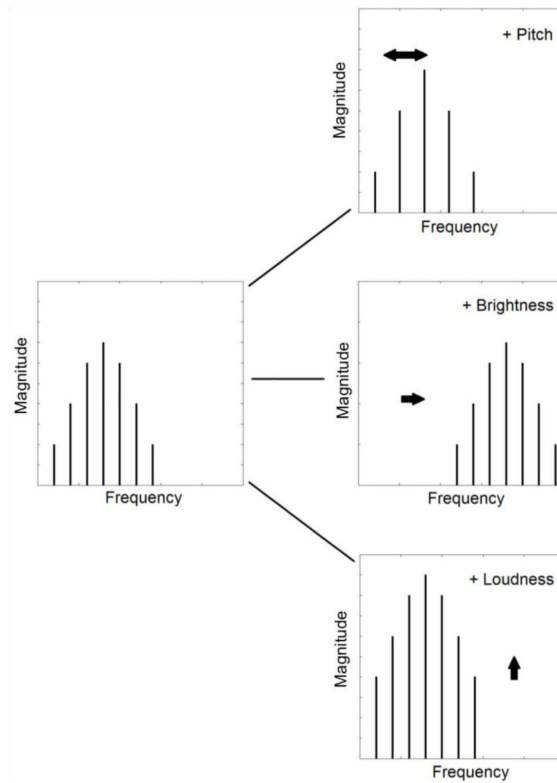 + Pitch
Magnitude
Frequency
Magnitude
Frequency
+ Brightness
Magnitude
Frequency
+ Loudness
Magnitude
Frequency